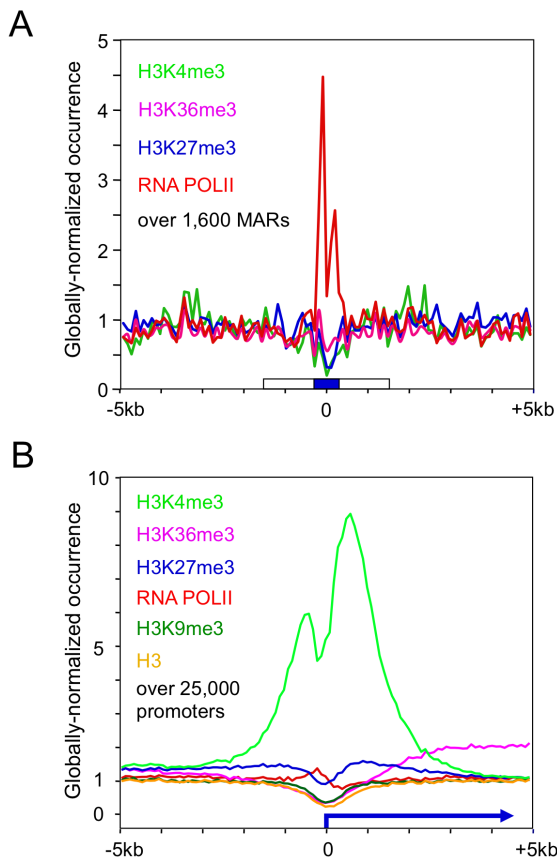 A
Globally-normalized occurrence
5
4
3
2
1
0
H3K4me3
H3K36me3
H3K27me3
RNA POLII
over 1,600 MARs
-5kb
0
+5kb
B
Globally-normalized occurrence
10
5
1
0
H3K4me3
H3K36me3
H3K27me3
RNA POLII
H3K9me3
H3
over 25,000
promoters
-5kb
0
+5kb